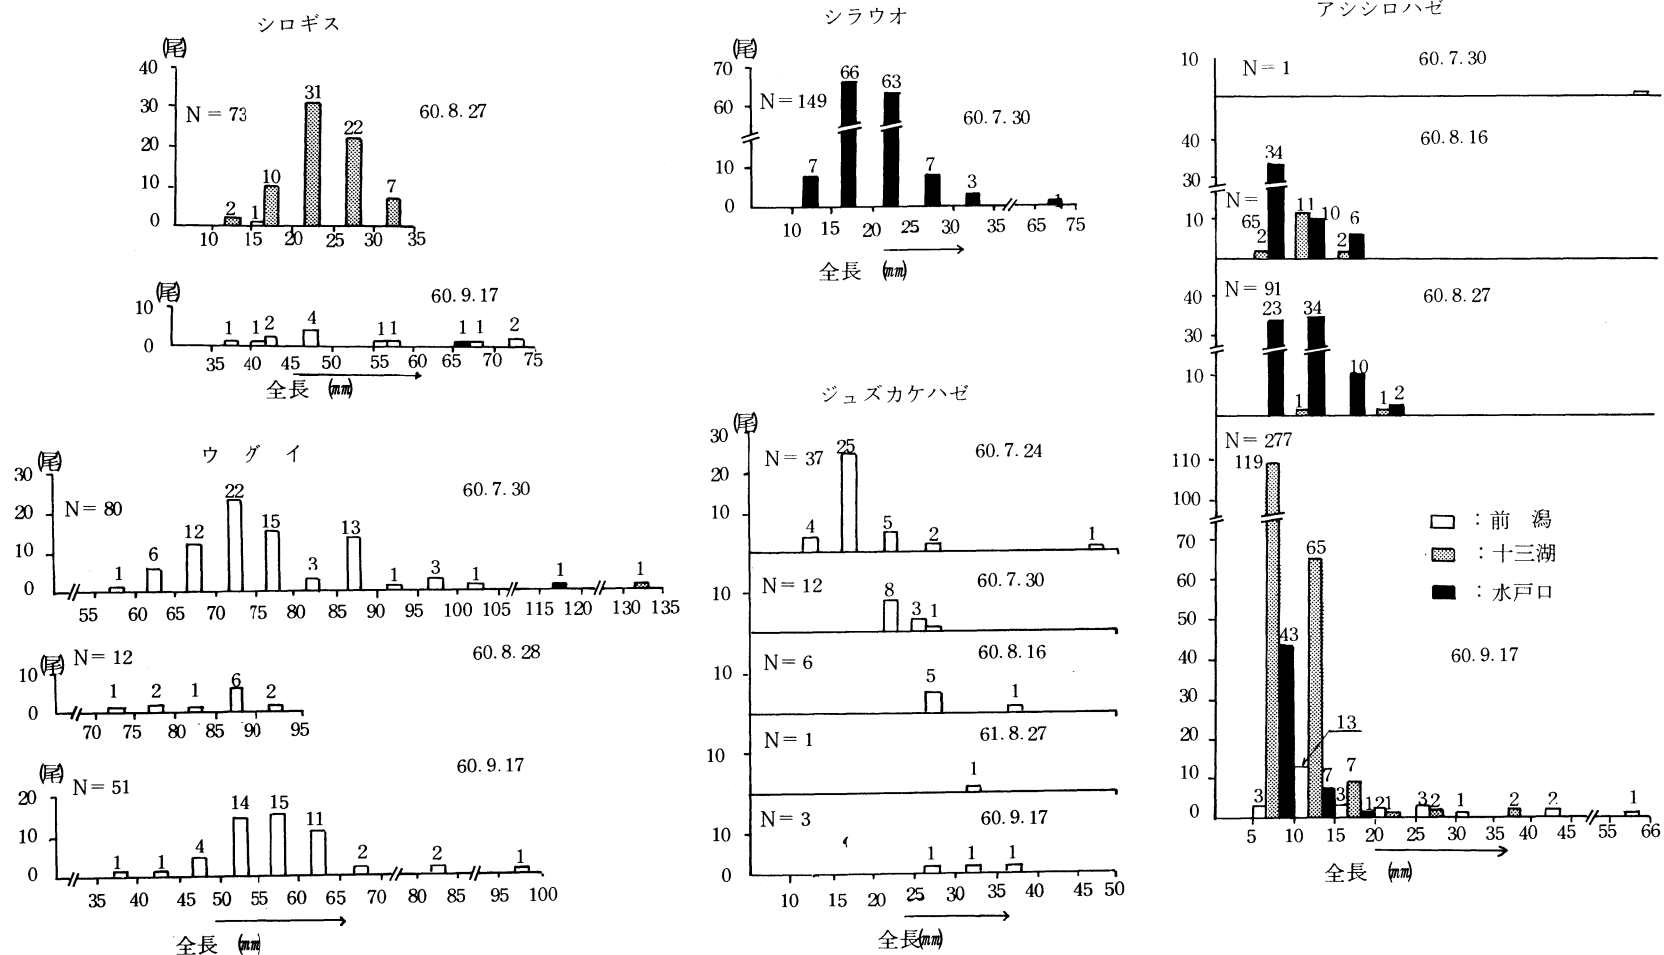 シロギス
(尾)
40
30
20
10
0
N=73
60.8.27
2
1
10
31
22
7
10 15 20 25 30 35
(尾)
10
0
60.9.17
1 1 2 4 1 1 1 1 2
35 40 45 50 55 60 65 70 75
全長 (mm)
ウグイ
(尾)
30
20
10
0
N=80
60.7.30
1 6 12 22 15 3 13 1 3 1 1 1
55 60 65 70 75 80 85 90 95 100 105 115 120 130 135
(尾)
10
0
N=12
60.8.28
1 2 1 6 2
70 75 80 85 90 95
(尾)
20
10
0
N=51
60.9.17
1 1 4 14 15 11 2 2 1
35 40 45 50 55 60 65 70 80 85 95 100
全長 (mm)
シラウオ
(尾)
70
60
10
0
N=149
60.7.30
7 66 63 7 3 1
10 15 20 25 30 35 65 75
全長 (mm)
ジュズカケハゼ
(尾)
30
20
10
N=37
60.7.24
4 25 5 2 1
10
N=12
60.7.30
8 3 1
10
N=6
60.8.16
5 1
10
N=1
61.8.27
1
10
0
N=3
60.9.17
1 1 1
10 15 20 25 30 35 40 45 50
全長(mm)
アシシロハゼ
10
N=1
60.7.30
40
30
10
N=
65
60.8.16
2 34 11 10 2 6
40
30
10
N=91
60.8.27
23 1 34 10 1 2
110
100
70
60
50
40
30
20
10
0
N=277
60.9.17
3 119 43 13 65 7 3 7 1 2 1 3 2 1 2 2 1
5 10 15 20 25 30 35 40 45 55 66
全長 (mm)
:前潟
:十三湖
:水戸口